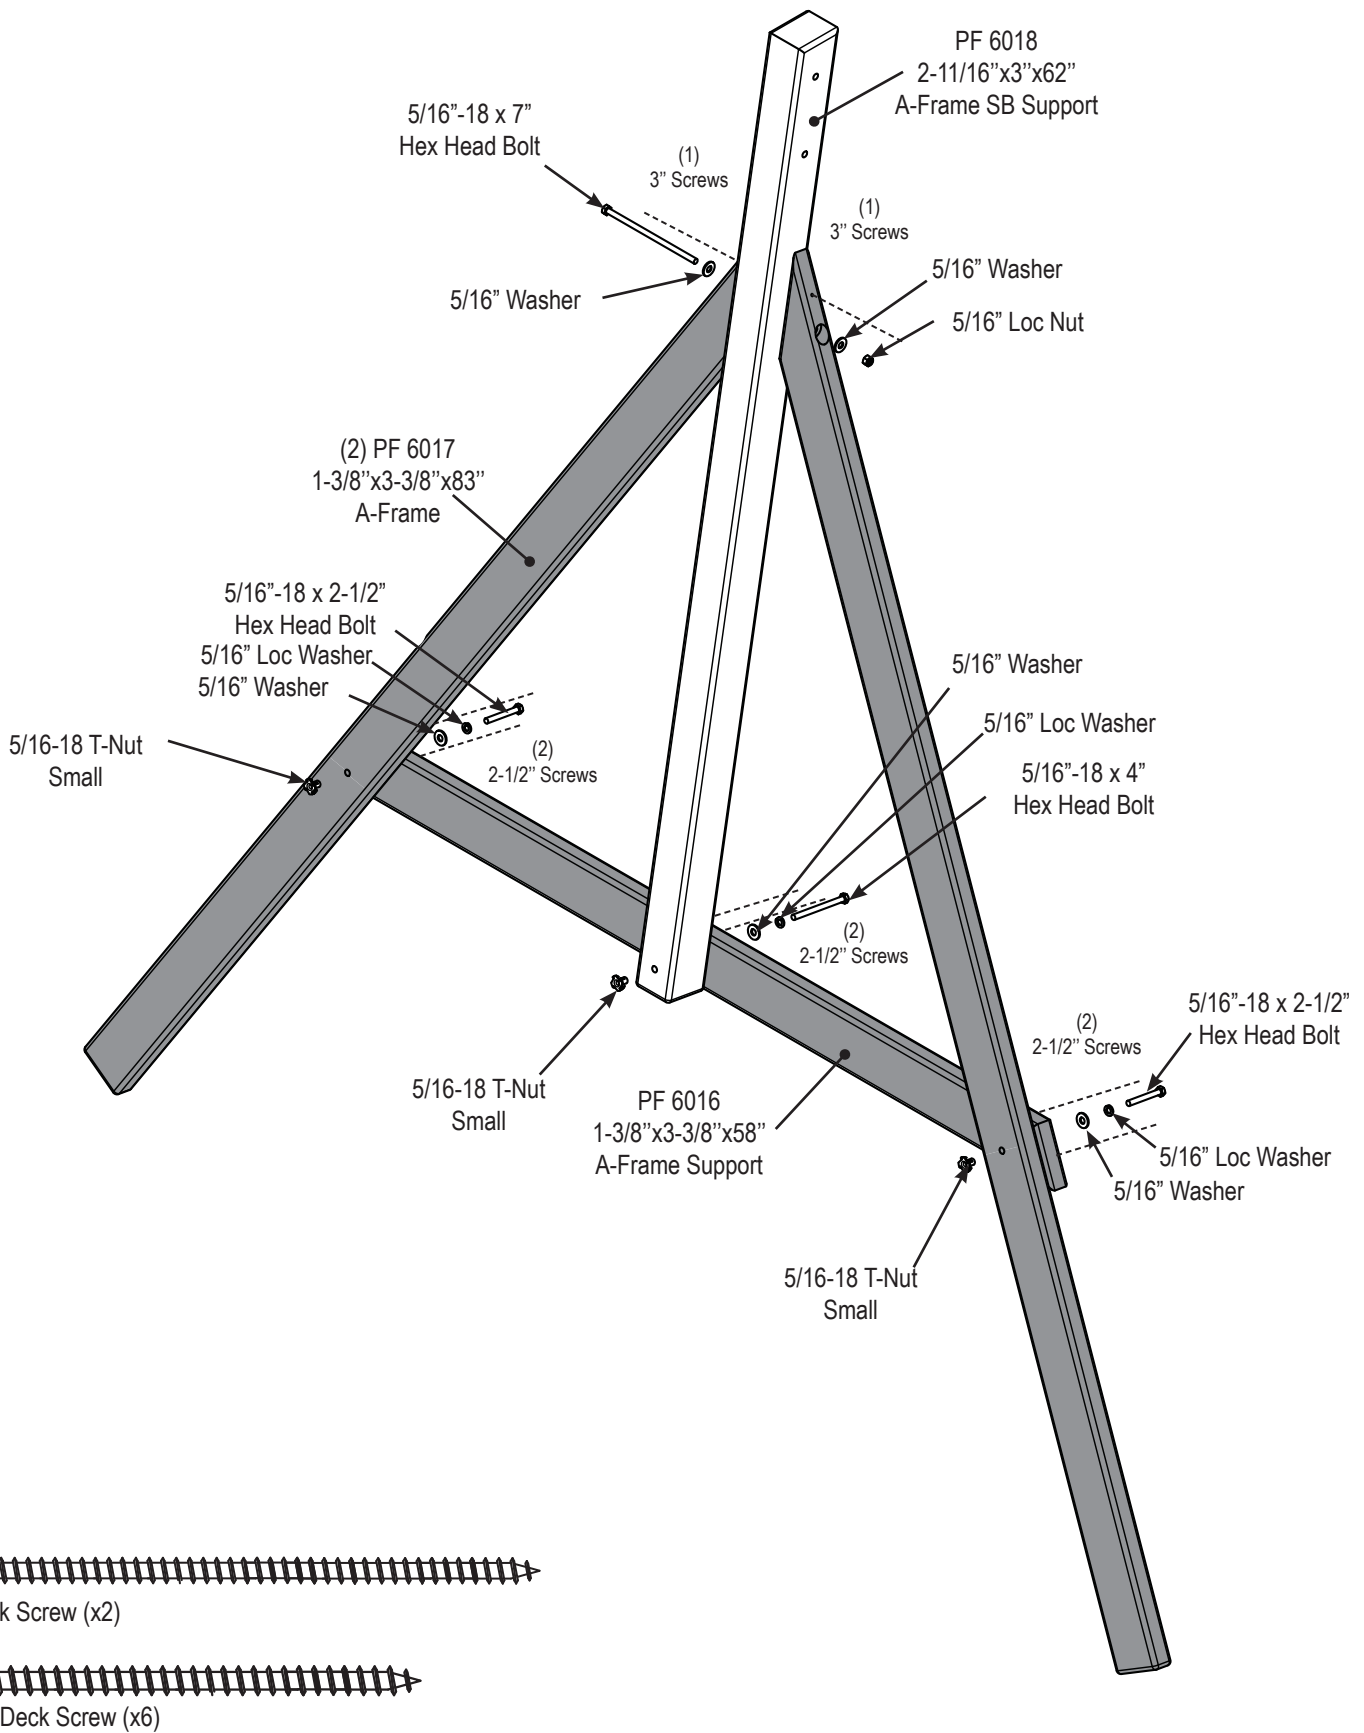 PF 6018
2-11/16’’x3’’x62’’
A-Frame SB Support
5/16”-18 x 7”
Hex Head Bolt
(1)
3’’ Screws
(1)
3’’ Screws
5/16” Washer
5/16” Washer
5/16” Loc Nut
(2) PF 6017
1-3/8’’x3-3/8’’x83’’
A-Frame
5/16”-18 x 2-1/2”
Hex Head Bolt
5/16” Loc Washer
5/16” Washer
5/16-18 T-Nut
Small
(2)
2-1/2’’ Screws
5/16” Washer
5/16” Loc Washer
5/16”-18 x 4”
Hex Head Bolt
(2)
2-1/2’’ Screws
5/16”-18 x 2-1/2”
Hex Head Bolt
(2)
2-1/2’’ Screws
5/16-18 T-Nut
Small
PF 6016
1-3/8’’x3-3/8’’x58’’
A-Frame Support
5/16” Loc Washer
5/16” Washer
5/16-18 T-Nut
Small
k Screw (x2)
Deck Screw (x6)